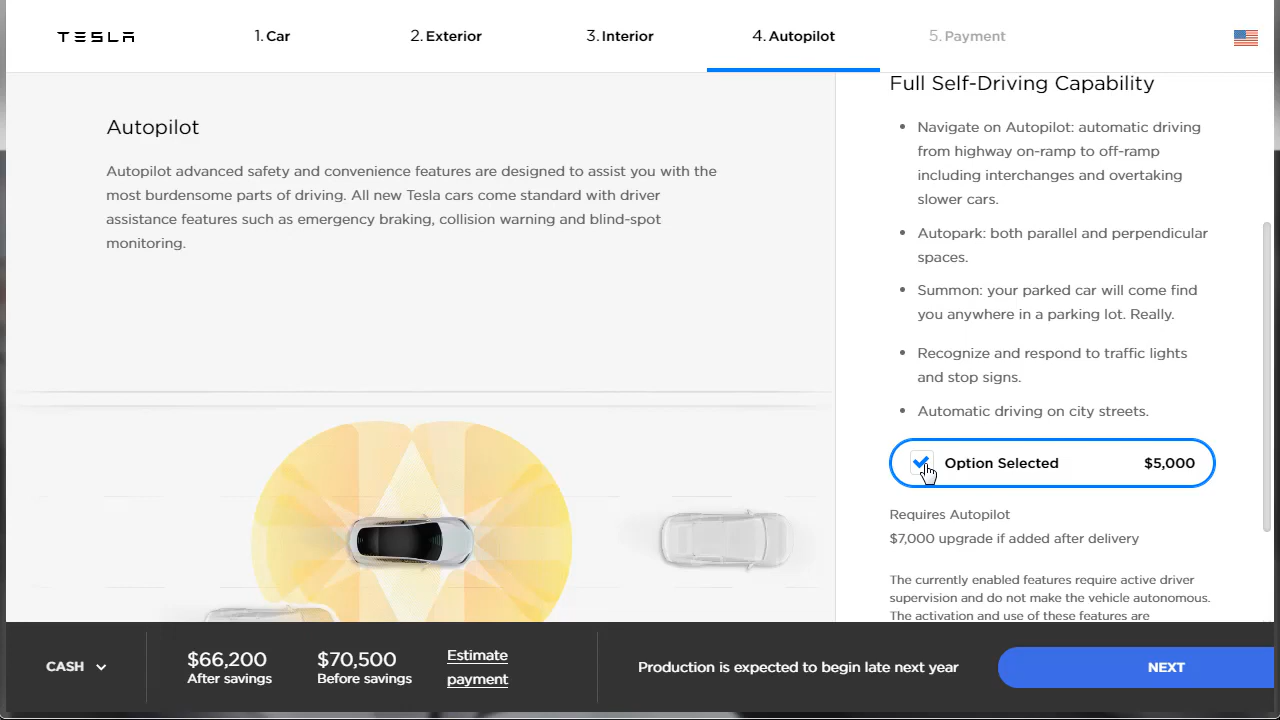 TESLA
1. Car
2. Exterior
3. Interior
4. Autopilot
5. Payment
Autopilot
Autopilot advanced safety and convenience features are designed to assist you with the
most burdensome parts of driving. All new Tesla cars come standard with driver
assistance features such as emergency braking, collision warning and blind-spot
monitoring.
Full Self-Driving Capability
• Navigate on Autopilot: automatic driving
from highway on-ramp to off-ramp
including interchanges and overtaking
slower cars.
• Autopark: both parallel and perpendicular
spaces.
• Summon: your parked car will come find
you anywhere in a parking lot. Really.
• Recognize and respond to traffic lights
and stop signs.
• Automatic driving on city streets.
Option Selected $5,000
Requires Autopilot
$7,000 upgrade if added after delivery
The currently enabled features require active driver
supervision and do not make the vehicle autonomous.
The activation and use of these features are
CASH
$66,200
After savings
$70,500
Before savings
Estimate
payment
Production is expected to begin late next year
NEXT